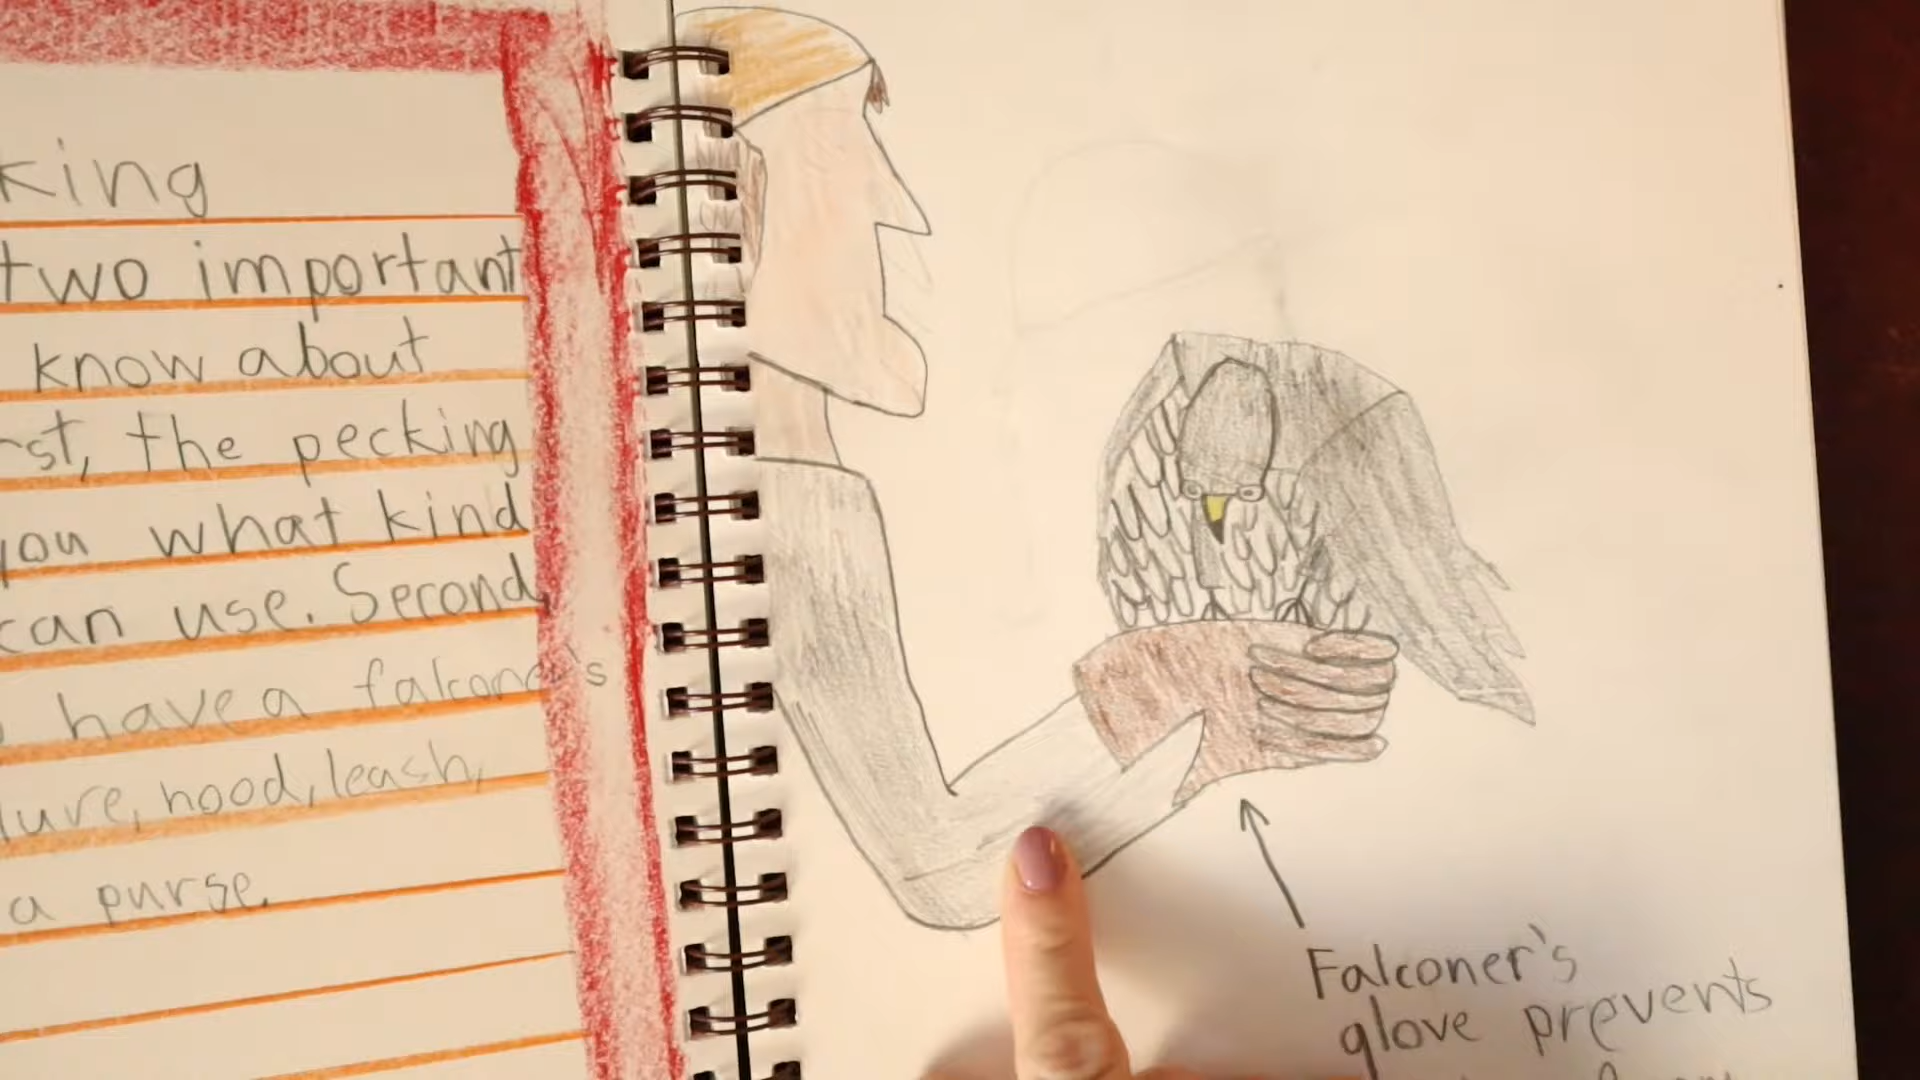 king
two important
know about
rst, the pecking
you what kind
can use. Second,
have a falconer's
lure, hood, leash,
a purse.
Falconer's
glove prevents